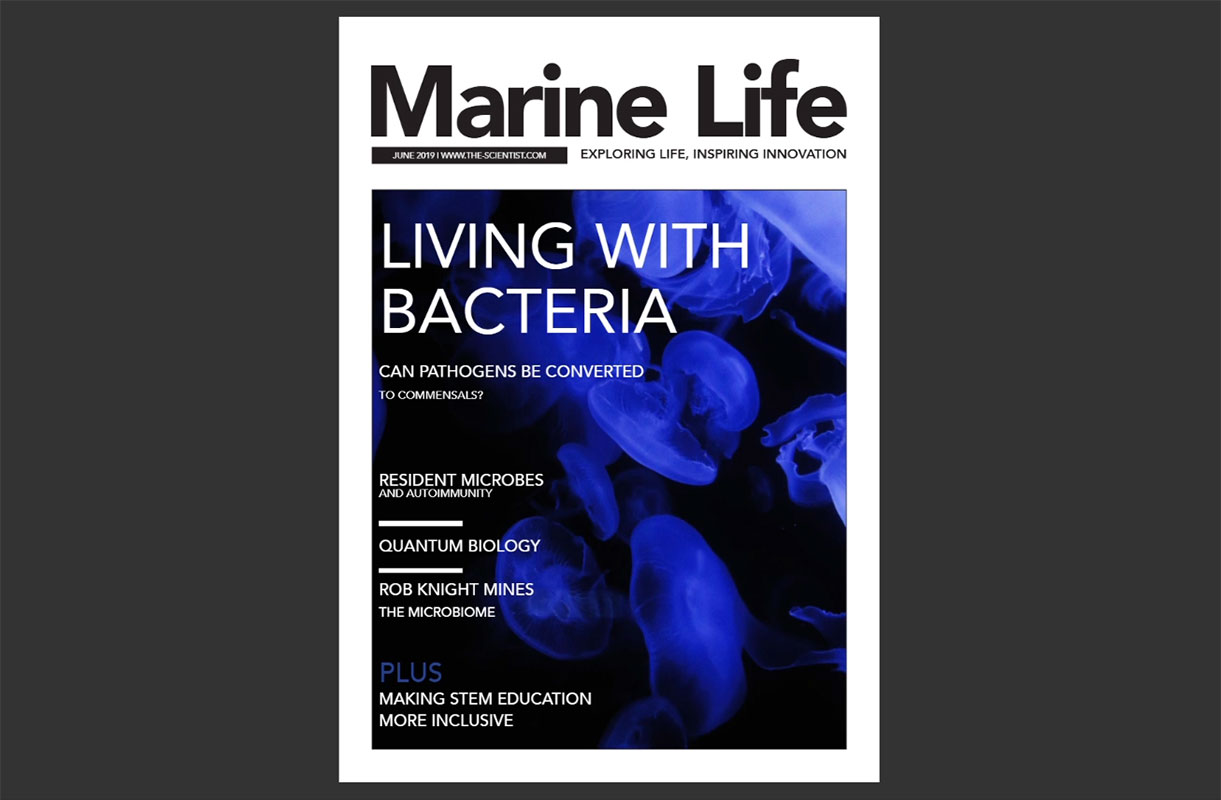 Marine Life
JUNE 2019 I WWW.THE-SCIENTIST.COM
EXPLORING LIFE, INSPIRING INNOVATION
LIVING WITH
BACTERIA
CAN PATHOGENS BE CONVERTED
TO COMMENSALS?
RESIDENT MICROBES
AND AUTOIMMUNITY
QUANTUM BIOLOGY
ROB KNIGHT MINES
THE MICROBIOME
PLUS
MAKING STEM EDUCATION
MORE INCLUSIVE